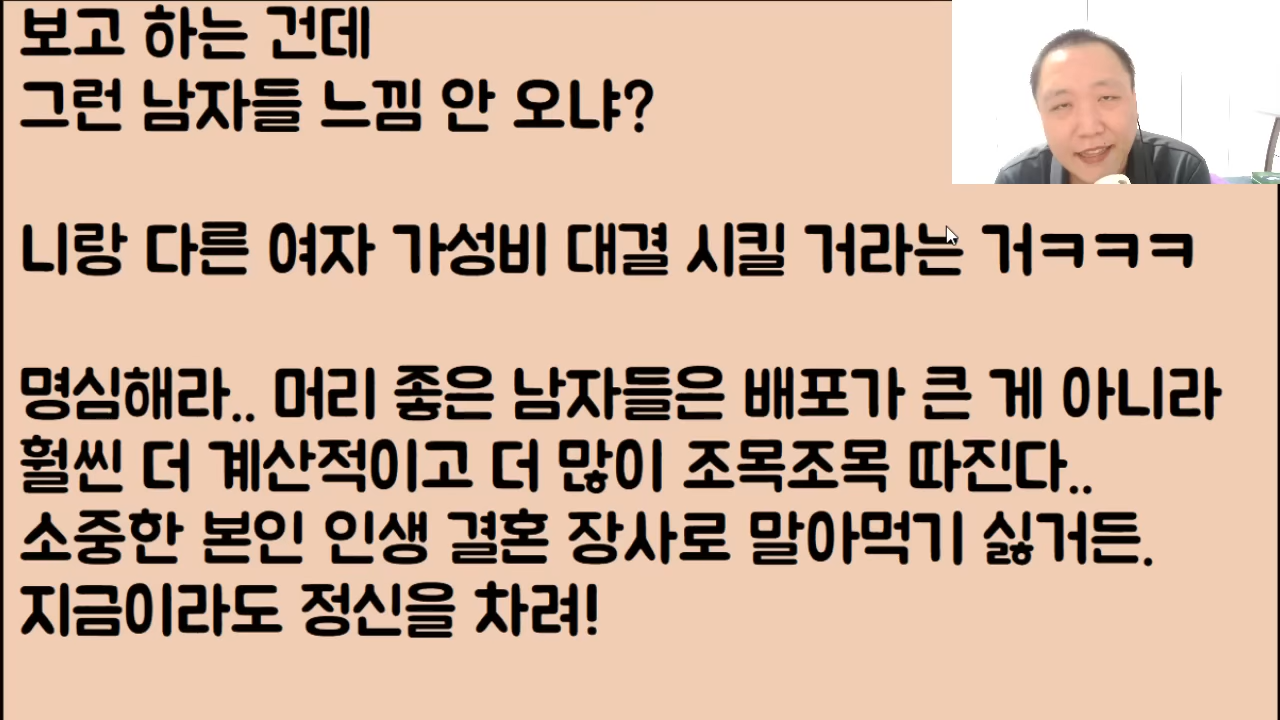 보고 하는 건데
그런 남자들 느낌 안 오냐?
니랑 다른 여자 가성비 대결 시킬 거라는 거ㅋㅋㅋ
명심해라.. 머리 좋은 남자들은 배포가 큰 게 아니라
훨씬 더 계산적이고 더 많이 조목조목 따진다..
소중한 본인 인생 결혼 장사로 말아먹기 싫거든.
지금이라도 정신을 차려!